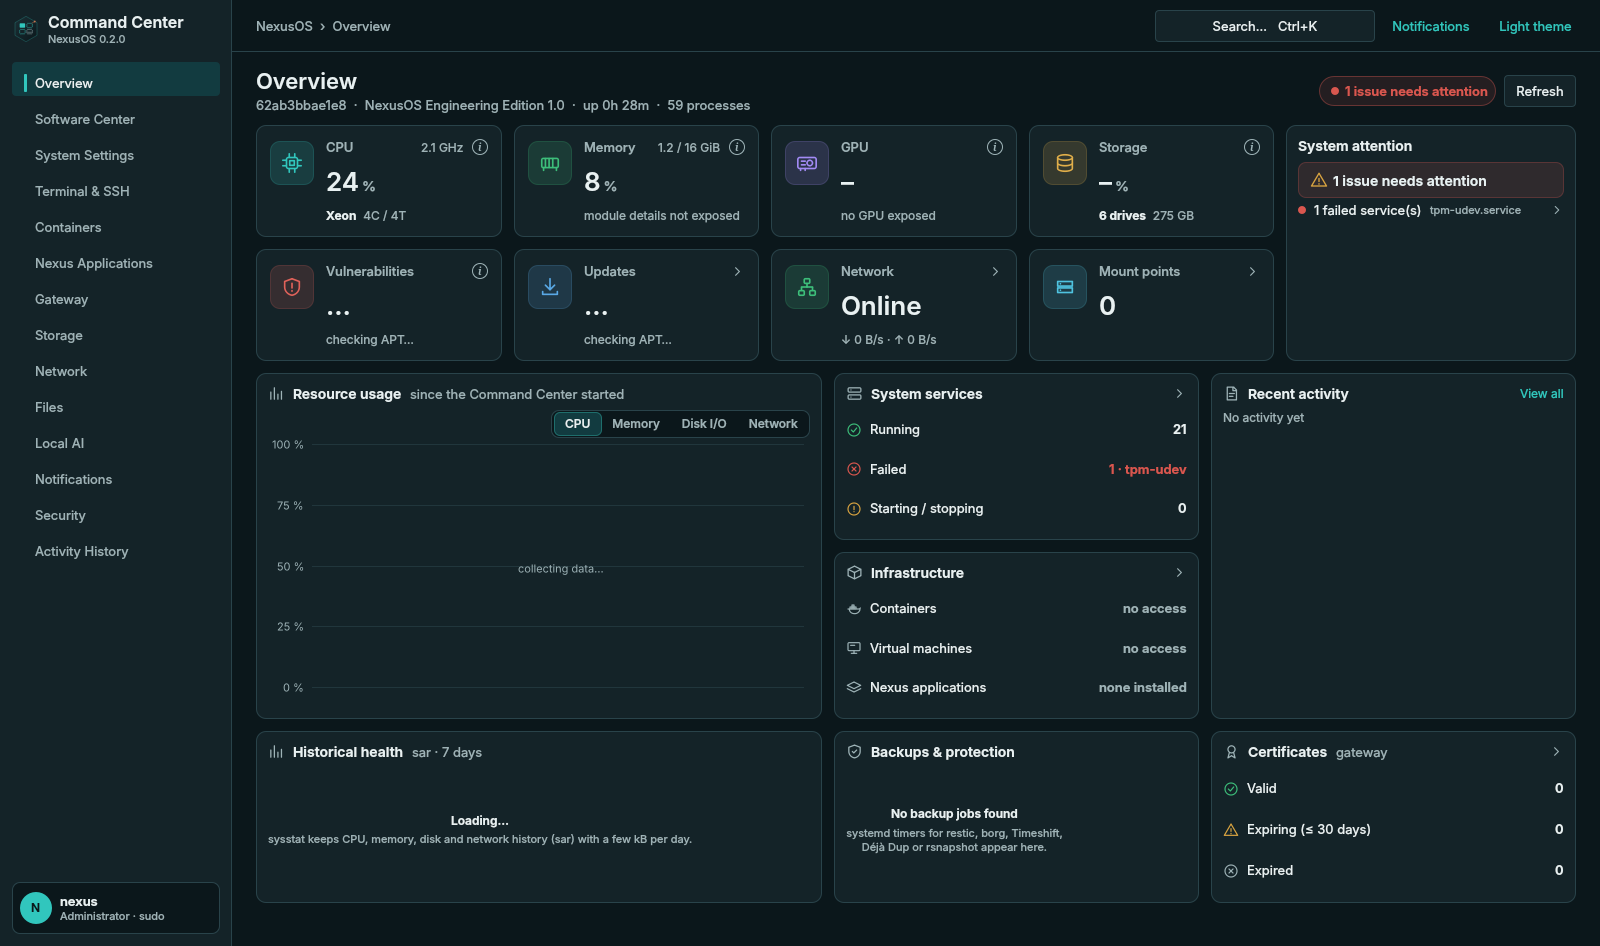 Command Center
NexusOS 0.2.0
Overview
Software Center
System Settings
Terminal & SSH
Containers
Nexus Applications
Gateway
Storage
Network
Files
Local AI
Notifications
Security
Activity History
N
nexus
Administrator · sudo
NexusOS › Overview
Search... Ctrl+K
Notifications
Light theme
Overview
62ab3bbae1e8 · NexusOS Engineering Edition 1.0 · up 0h 28m · 59 processes
1 issue needs attention
Refresh
CPU 2.1 GHz
24 %
Xeon 4C / 4T
Memory 1.2 / 16 GiB
8 %
module details not exposed
GPU
–
no GPU exposed
Storage
– %
6 drives 275 GB
System attention
1 issue needs attention
1 failed service(s) tpm-udev.service
Vulnerabilities
...
checking APT...
Updates
...
checking APT...
Network
Online
↓ 0 B/s · ↑ 0 B/s
Mount points
0
Resource usage since the Command Center started
CPU Memory Disk I/O Network
100 %
75 %
50 %
collecting data...
25 %
0 %
System services
Running 21
Failed 1 · tpm-udev
Starting / stopping 0
Infrastructure
Containers no access
Virtual machines no access
Nexus applications none installed
Recent activity View all
No activity yet
Historical health sar · 7 days
Loading...
sysstat keeps CPU, memory, disk and network history (sar) with a few kB per day.
Backups & protection
No backup jobs found
systemd timers for restic, borg, Timeshift,
Déjà Dup or rsnapshot appear here.
Certificates gateway
Valid 0
Expiring (≤ 30 days) 0
Expired 0